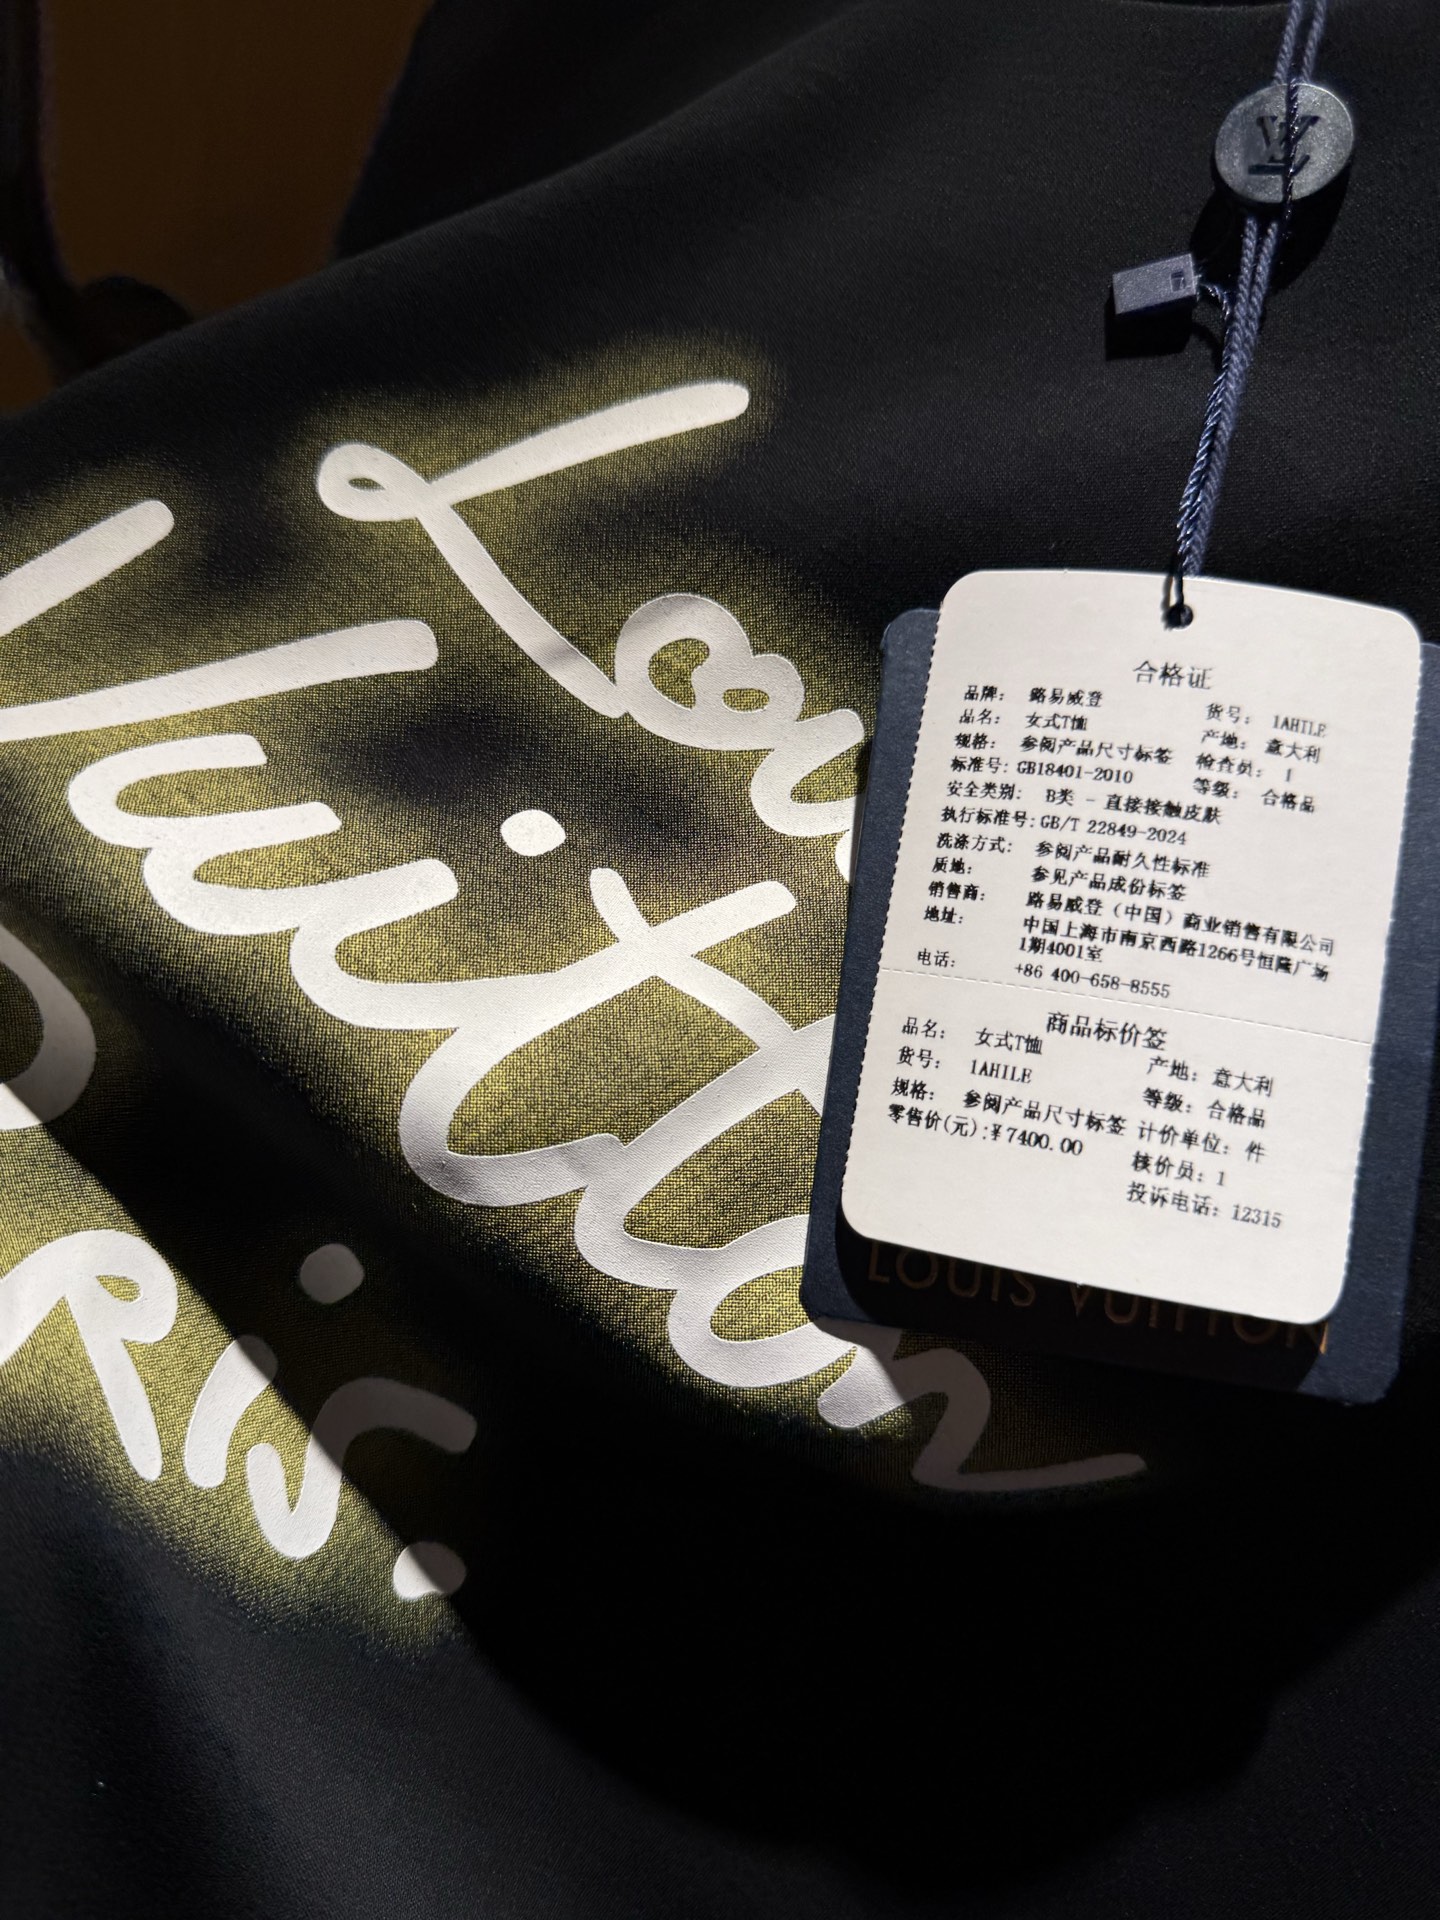 Louis
Vuitton
Paris.
LV
合格证
品牌： 路易威登 货号： 1AHILE
品名： 女式T恤 产地： 意大利
规格： 参阅产品尺寸标签 检查员： 1
标准号: GB18401-2010 等级： 合格品
安全类别: B类 - 直接接触皮肤
执行标准号: GB/T 22849-2024
洗涤方式: 参阅产品耐久性标准
质地: 参见产品成份标签
销售商: 路易威登（中国）商业销售有限公司
地址: 中国上海市南京西路1266号恒隆广场
1期4001室
电话: +86 400-658-8555
商品标价签
品名: 女式T恤 产地: 意大利
货号: 1AHILE 等级: 合格品
规格: 参阅产品尺寸标签 计价单位: 件
零售价(元):¥7400.00 核价员: 1
投诉电话: 12315
LOUIS VUITTON